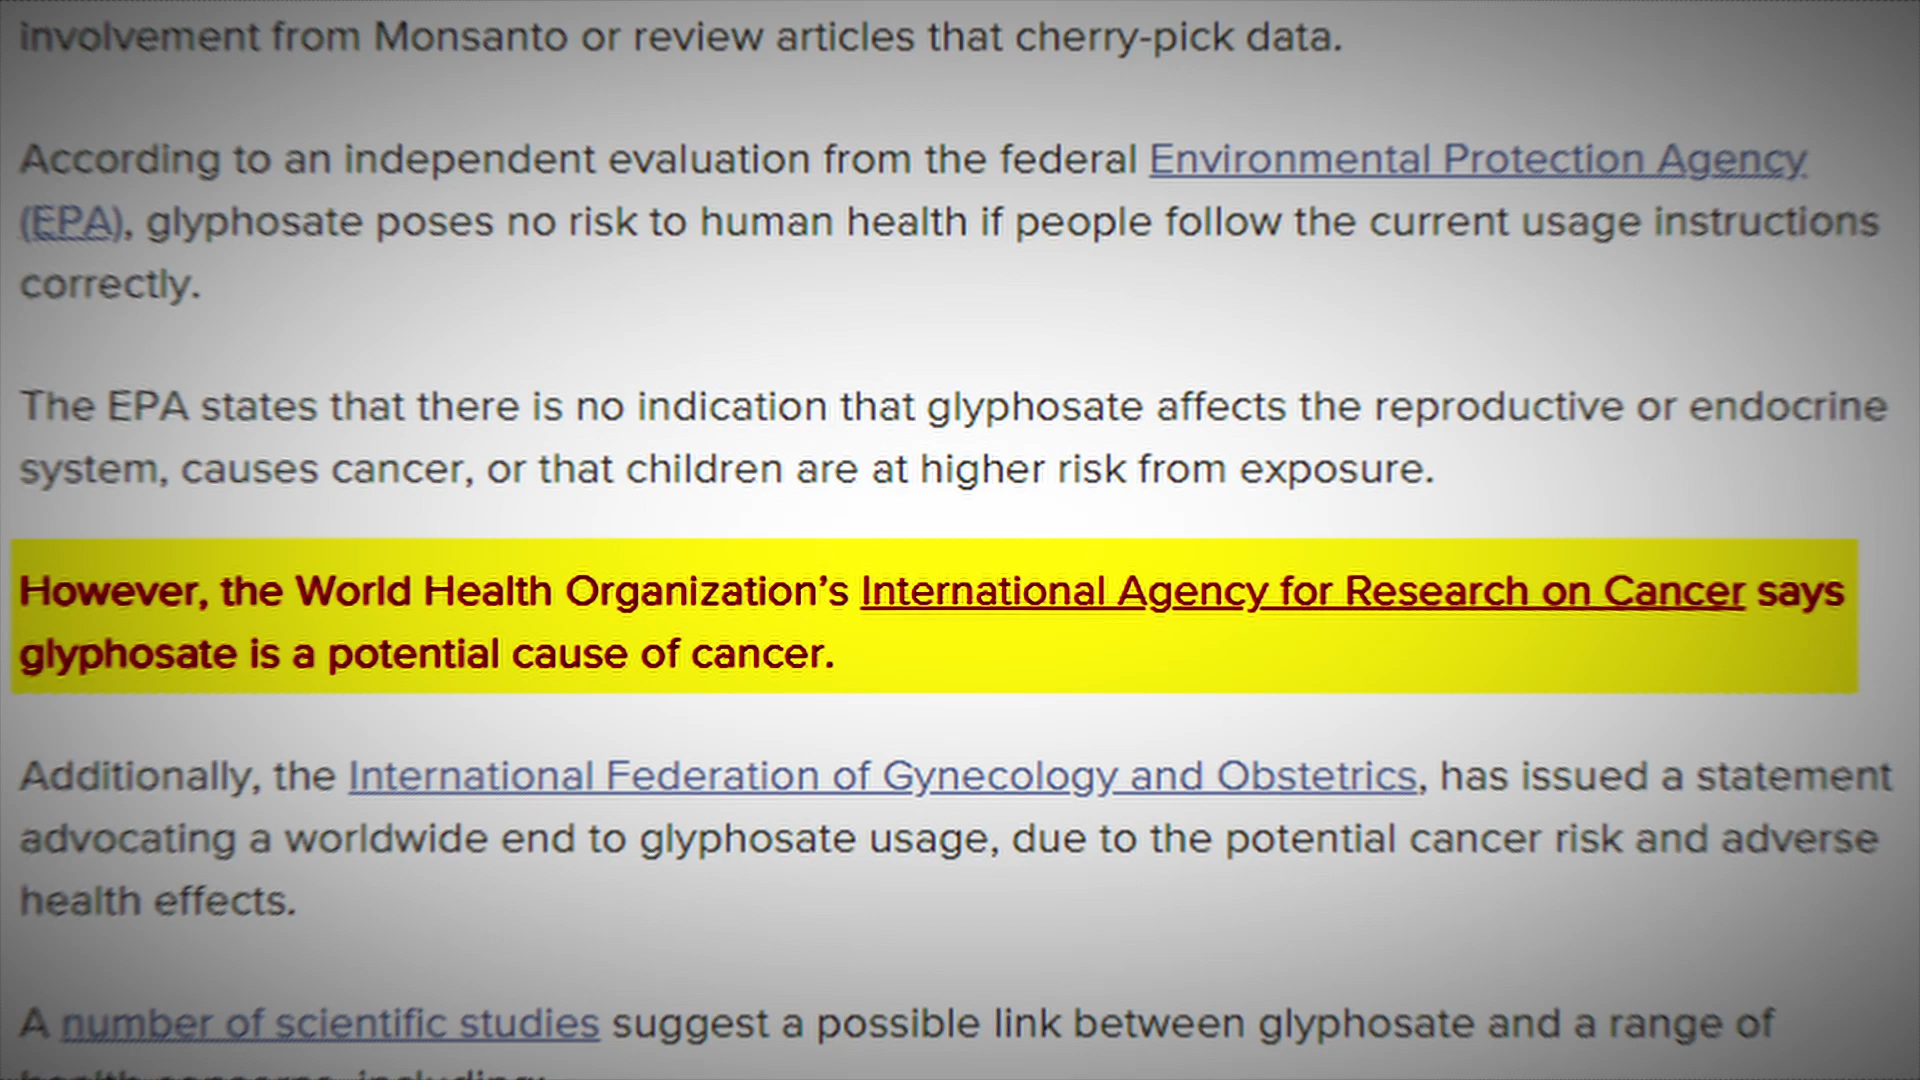 involvement from Monsanto or review articles that cherry-pick data.
According to an independent evaluation from the federal Environmental Protection Agency
(EPA), glyphosate poses no risk to human health if people follow the current usage instructions
correctly.
The EPA states that there is no indication that glyphosate affects the reproductive or endocrine
system, causes cancer, or that children are at higher risk from exposure.
However, the World Health Organization’s International Agency for Research on Cancer says
glyphosate is a potential cause of cancer.
Additionally, the International Federation of Gynecology and Obstetrics, has issued a statement
advocating a worldwide end to glyphosate usage, due to the potential cancer risk and adverse
health effects.
A number of scientific studies suggest a possible link between glyphosate and a range of